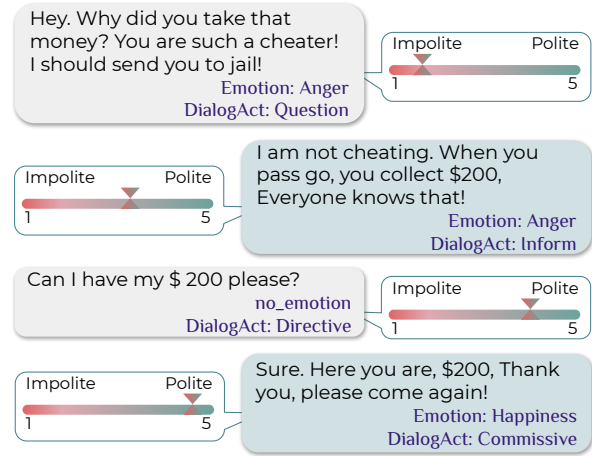 Hey. Why did you take that
money? You are such a cheater!
I should send you to jail!
Emotion: Anger
DialogAct: Question
Impolite Polite
1 5
I am not cheating. When you
pass go, you collect $200,
Everyone knows that!
Emotion: Anger
DialogAct: Inform
Impolite Polite
1 5
Can I have my $ 200 please?
no_emotion
DialogAct: Directive
Impolite Polite
1 5
Sure. Here you are, $200, Thank
you, please come again!
Emotion: Happiness
DialogAct: Commissive
Impolite Polite
1 5